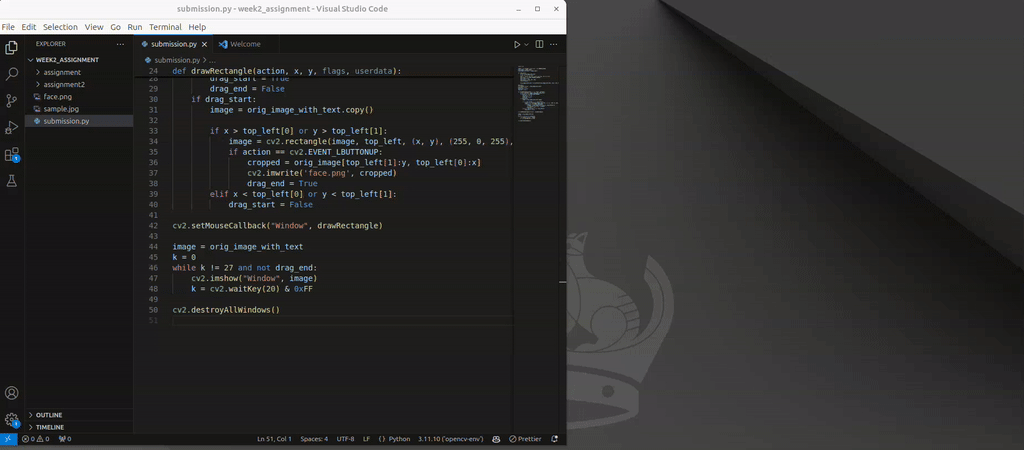 submission.py - week2_assignment - Visual Studio Code
File Edit Selection View Go Run Terminal Help
EXPLORER
WEEK2_ASSIGNMENT
assignment
assignment2
face.png
sample.jpg
submission.py
OUTLINE
TIMELINE
submission.py
Welcome
submission.py > ...
24 def drawRectangle(action, x, y, flags, userdata):
28 drag_start = True
29 drag_end = False
30 if drag_start:
31 image = orig_image_with_text.copy()
32
33 if x > top_left[0] or y > top_left[1]:
34 image = cv2.rectangle(image, top_left, (x, y), (255, 0, 255),
35 if action == cv2.EVENT_LBUTTONUP:
36 cropped = orig_image[top_left[1]:y, top_left[0]:x]
37 cv2.imwrite('face.png', cropped)
38 drag_end = True
39 elif x < top_left[0] or y < top_left[1]:
40 drag_start = False
41
42 cv2.setMouseCallback("Window", drawRectangle)
43
44 image = orig_image_with_text
45 k = 0
46 while k != 27 and not drag_end:
47 cv2.imshow("Window", image)
48 k = cv2.waitKey(20) & 0xFF
49
50 cv2.destroyAllWindows()
51
0 0 0 Ln 51, Col 1 Spaces: 4 UTF-8 LF Python 3.11.10 ('opencv-env') Prettier